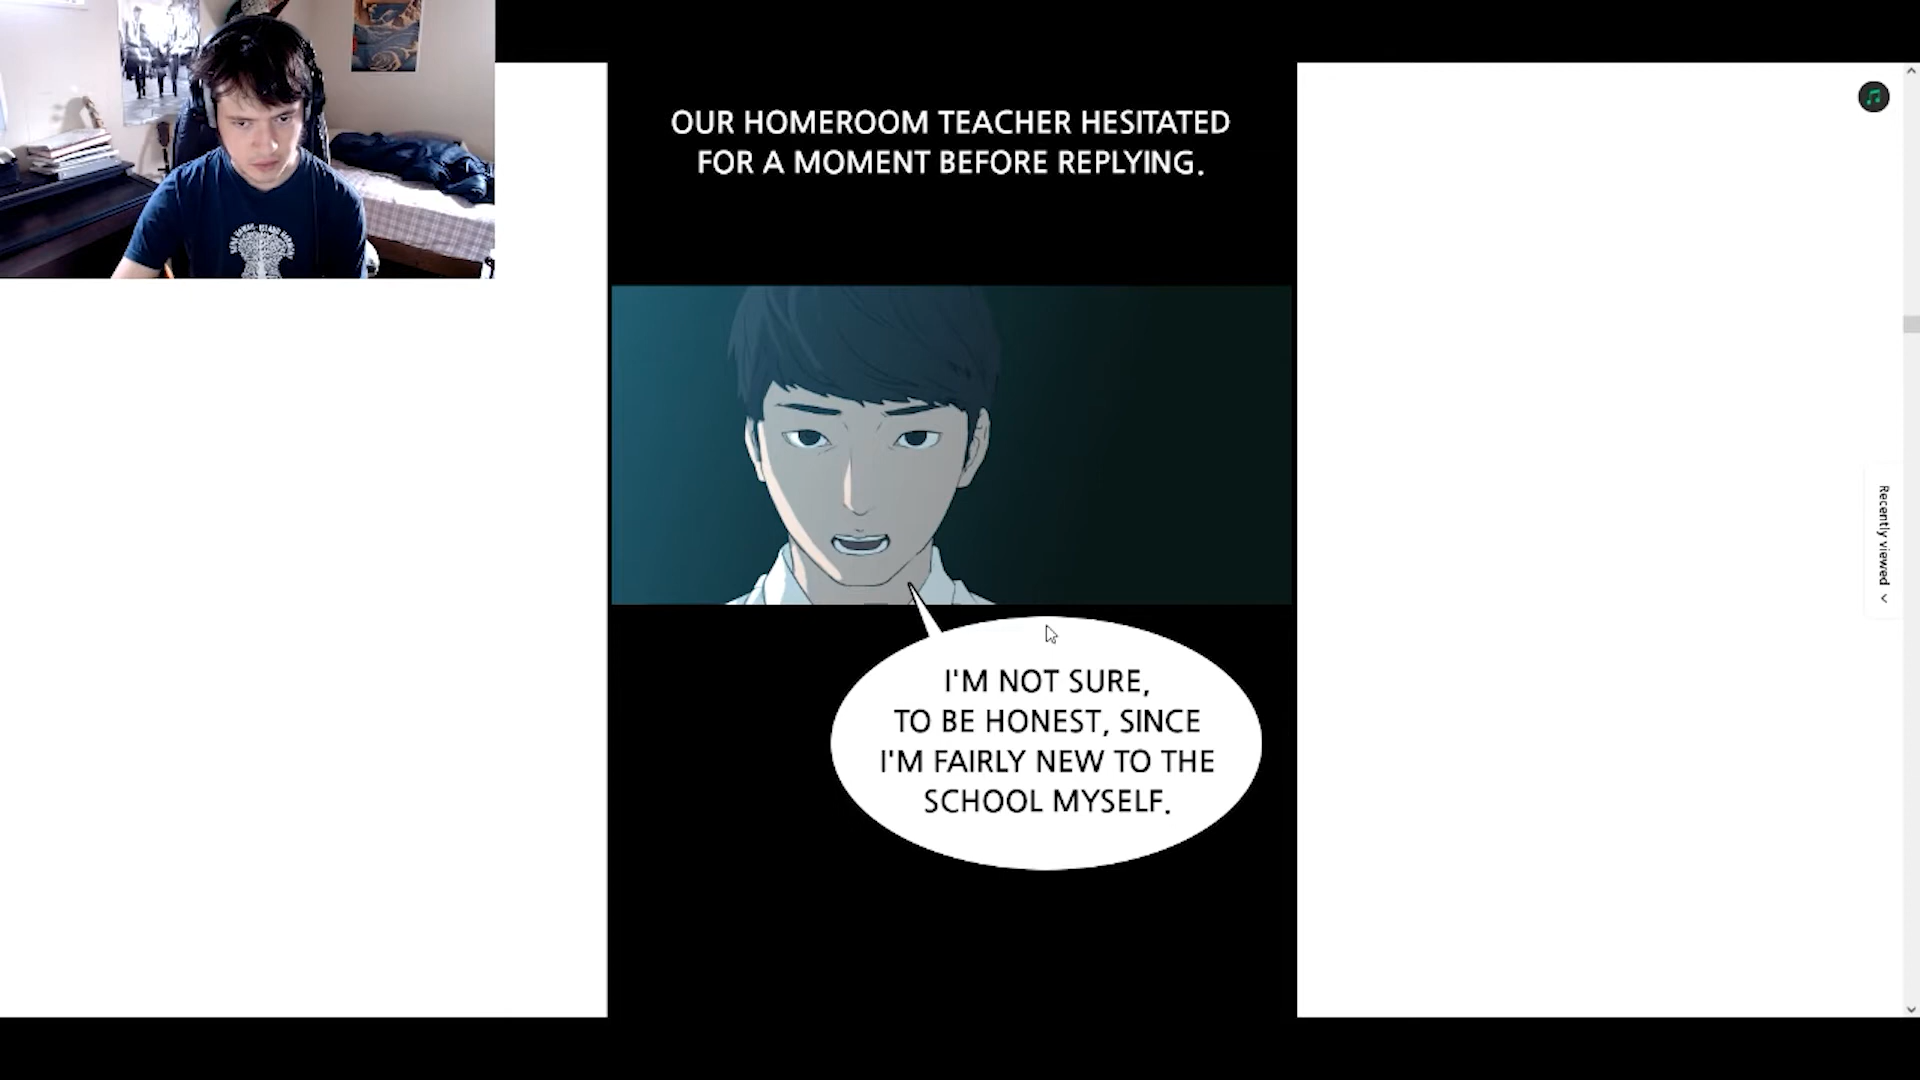 OUR HOMEROOM TEACHER HESITATED
FOR A MOMENT BEFORE REPLYING.
I'M NOT SURE,
TO BE HONEST, SINCE
I'M FAIRLY NEW TO THE
SCHOOL MYSELF.
Recently viewed